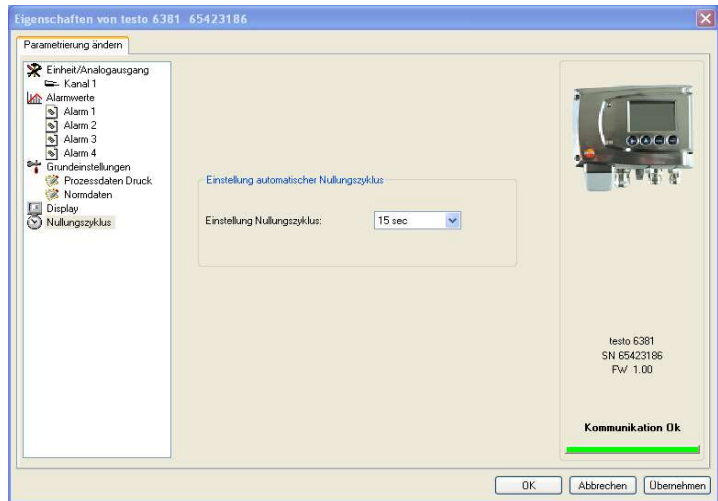 Eigenschaften von testo 6381 65423186
Parametrierung ändern
Einheit/Analogausgang
Kanal 1
Alarmwerte
Alarm 1
Alarm 2
Alarm 3
Alarm 4
Grundeinstellungen
Prozessdaten Druck
Normdaten
Display
Nullungszyklus
Einstellung automatischer Nullungszyklus
Einstellung Nullungszyklus:
15 sec
testo 6381
SN 65423186
FW 1.00
Kommunikation Ok
OK
Abbrechen
Übernehmen